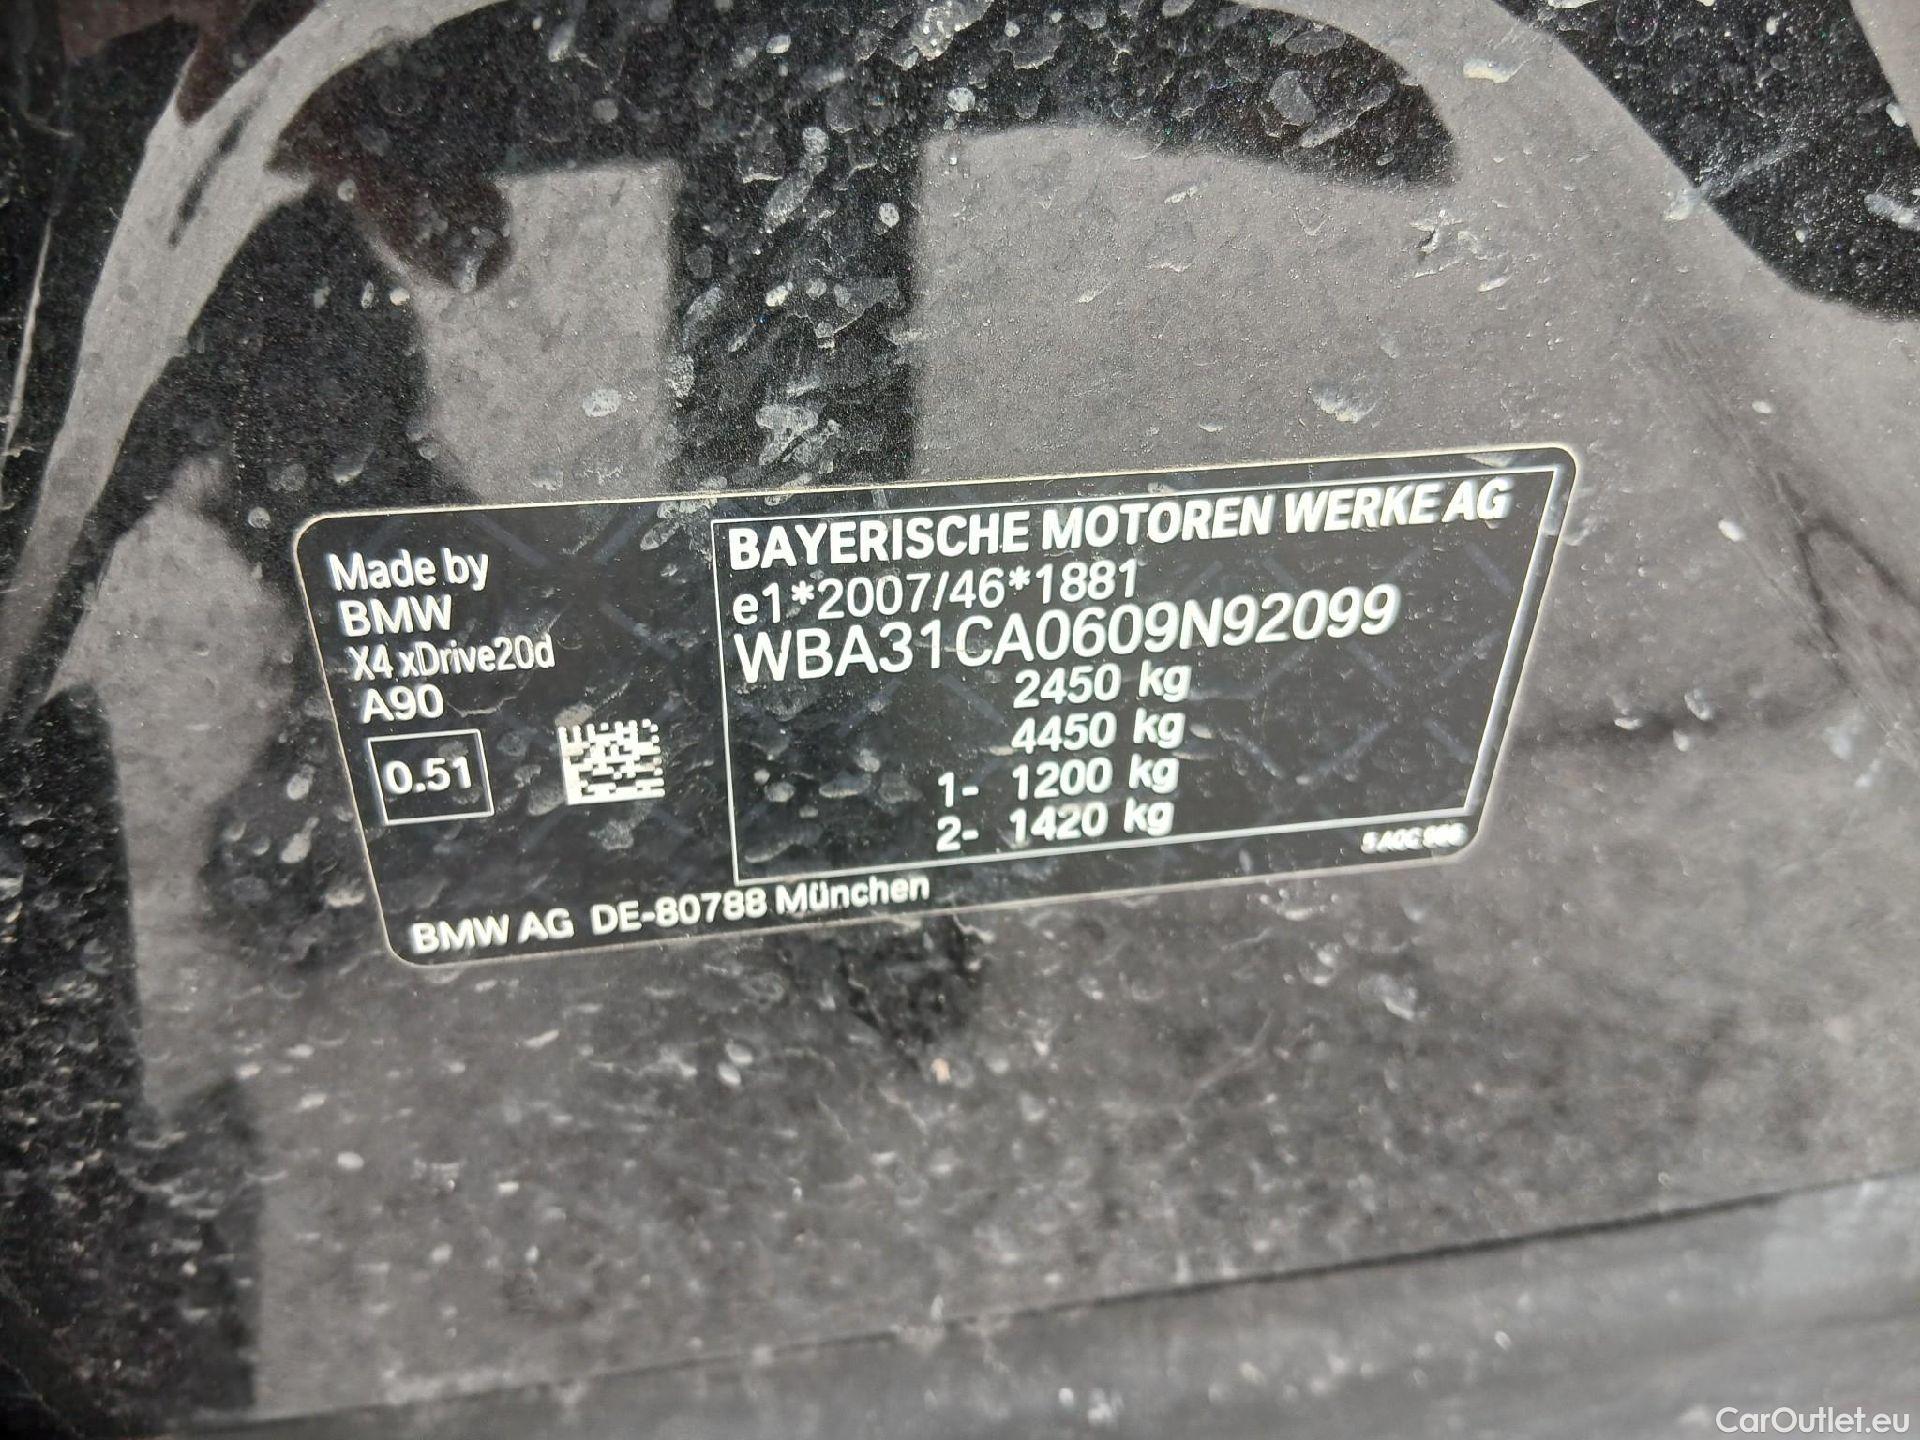 Made by
BMW
X4 xDrive20d
A90
0.51
BAYERISCHE MOTOREN WERKE AG
e1*2007/46*1881
WBA31CA0609N92099
2450 kg
4450 kg
1- 1200 kg
2- 1420 kg
BMW AG DE-80788 München
CarOutlet.eu